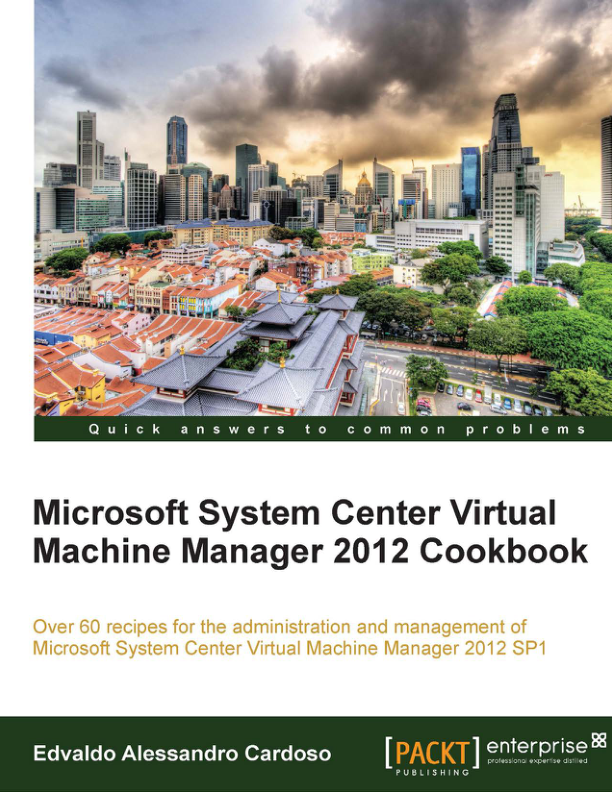 Quick answers to common problems
Microsoft System Center Virtual
Machine Manager 2012 Cookbook
Over 60 recipes for the administration and management of
Microsoft System Center Virtual Machine Manager 2012 SP1
Edvaldo Alessandro Cardoso
[PACKT]
PUBLISHING
enterprise
professional expertise distilled